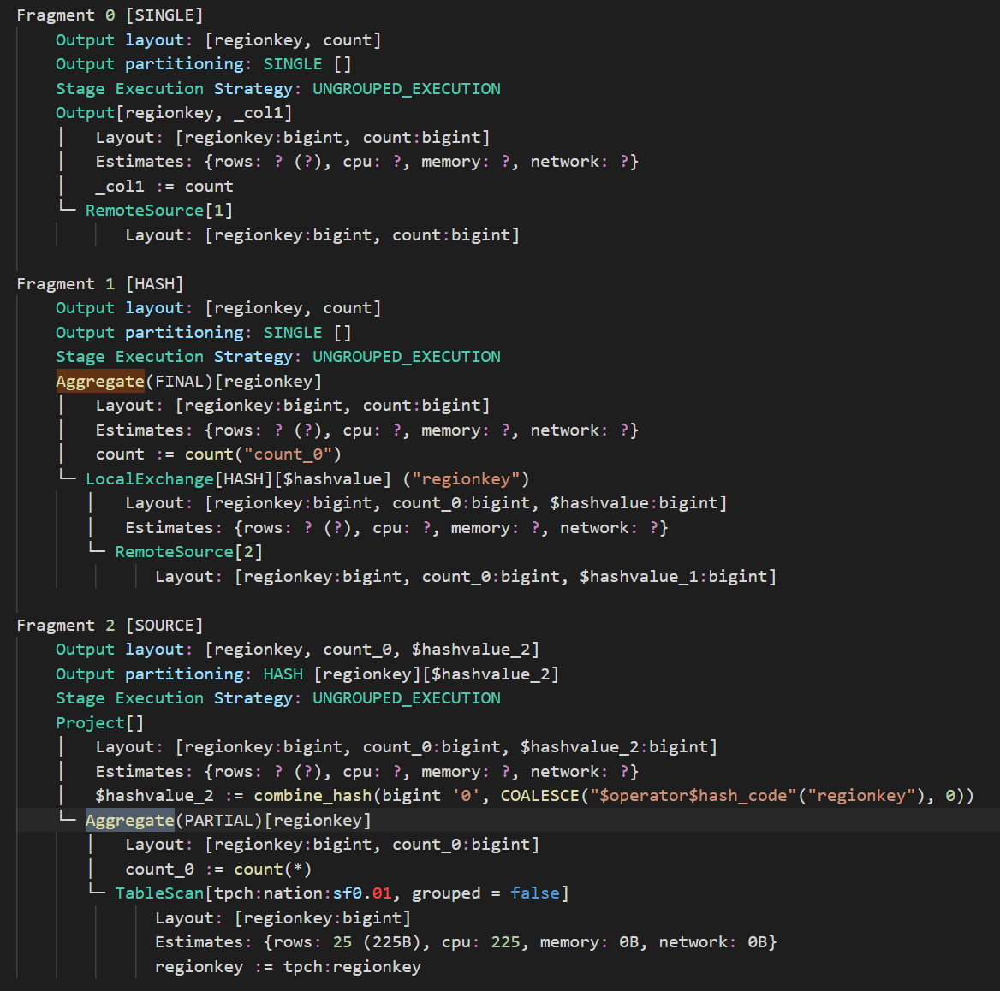 Fragment 0 [SINGLE]
    Output layout: [regionkey, count]
    Output partitioning: SINGLE []
    Stage Execution Strategy: UNGROUPED_EXECUTION
    Output[regionkey, _col1]
    │   Layout: [regionkey:bigint, count:bigint]
    │   Estimates: {rows: ? (?), cpu: ?, memory: ?, network: ?}
    │   _col1 := count
    └─ RemoteSource[1]
           Layout: [regionkey:bigint, count:bigint]

Fragment 1 [HASH]
    Output layout: [regionkey, count]
    Output partitioning: SINGLE []
    Stage Execution Strategy: UNGROUPED_EXECUTION
    Aggregate(FINAL)[regionkey]
    │   Layout: [regionkey:bigint, count:bigint]
    │   Estimates: {rows: ? (?), cpu: ?, memory: ?, network: ?}
    │   count := count("count_0")
    └─ LocalExchange[HASH][$hashvalue] ("regionkey")
       │   Layout: [regionkey:bigint, count_0:bigint, $hashvalue:bigint]
       │   Estimates: {rows: ? (?), cpu: ?, memory: ?, network: ?}
       └─ RemoteSource[2]
              Layout: [regionkey:bigint, count_0:bigint, $hashvalue_1:bigint]

Fragment 2 [SOURCE]
    Output layout: [regionkey, count_0, $hashvalue_2]
    Output partitioning: HASH [regionkey][$hashvalue_2]
    Stage Execution Strategy: UNGROUPED_EXECUTION
    Project[]
    │   Layout: [regionkey:bigint, count_0:bigint, $hashvalue_2:bigint]
    │   Estimates: {rows: ? (?), cpu: ?, memory: ?, network: ?}
    │   $hashvalue_2 := combine_hash(bigint '0', COALESCE("$operator$hash_code"("regionkey"), 0))
    └─ Aggregate(PARTIAL)[regionkey]
       │   Layout: [regionkey:bigint, count_0:bigint]
       │   count_0 := count(*)
       └─ TableScan[tpch:nation:sf0.01, grouped = false]
              Layout: [regionkey:bigint]
              Estimates: {rows: 25 (225B), cpu: 225, memory: 0B, network: 0B}
              regionkey := tpch:regionkey